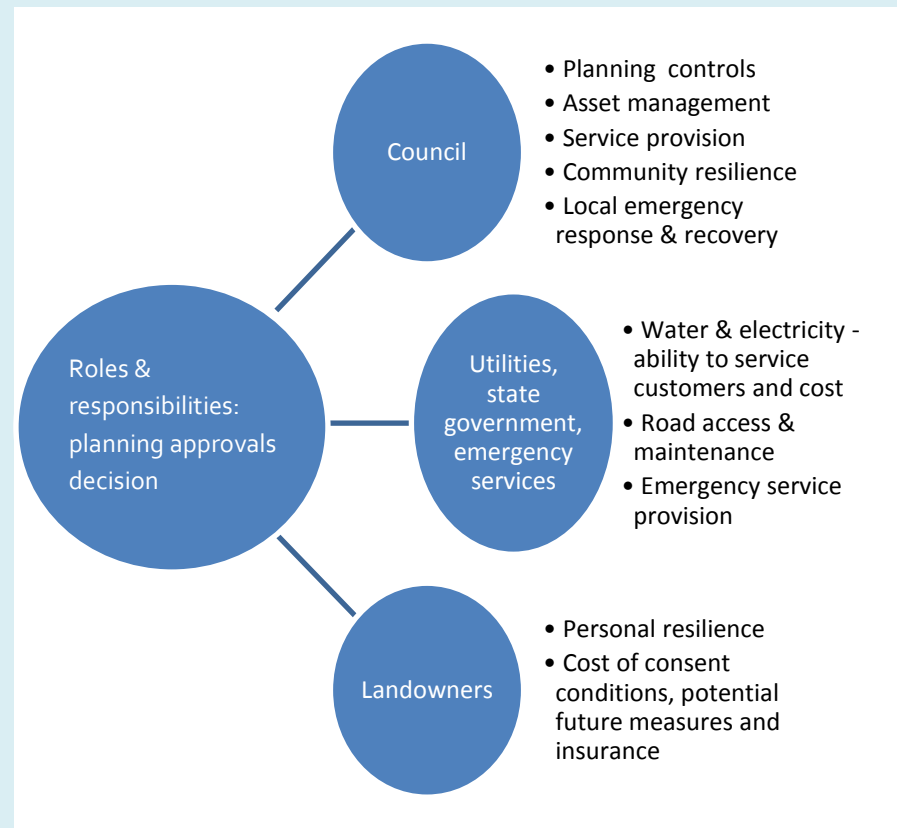 Roles &
responsibilities:
planning approvals
decision
Council
• Planning controls
• Asset management
• Service provision
• Community resilience
• Local emergency
response & recovery
Utilities,
state
government,
emergency
services
• Water & electricity -
ability to service
customers and cost
• Road access &
maintenance
• Emergency service
provision
Landowners
• Personal resilience
• Cost of consent
conditions, potential
future measures and
insurance